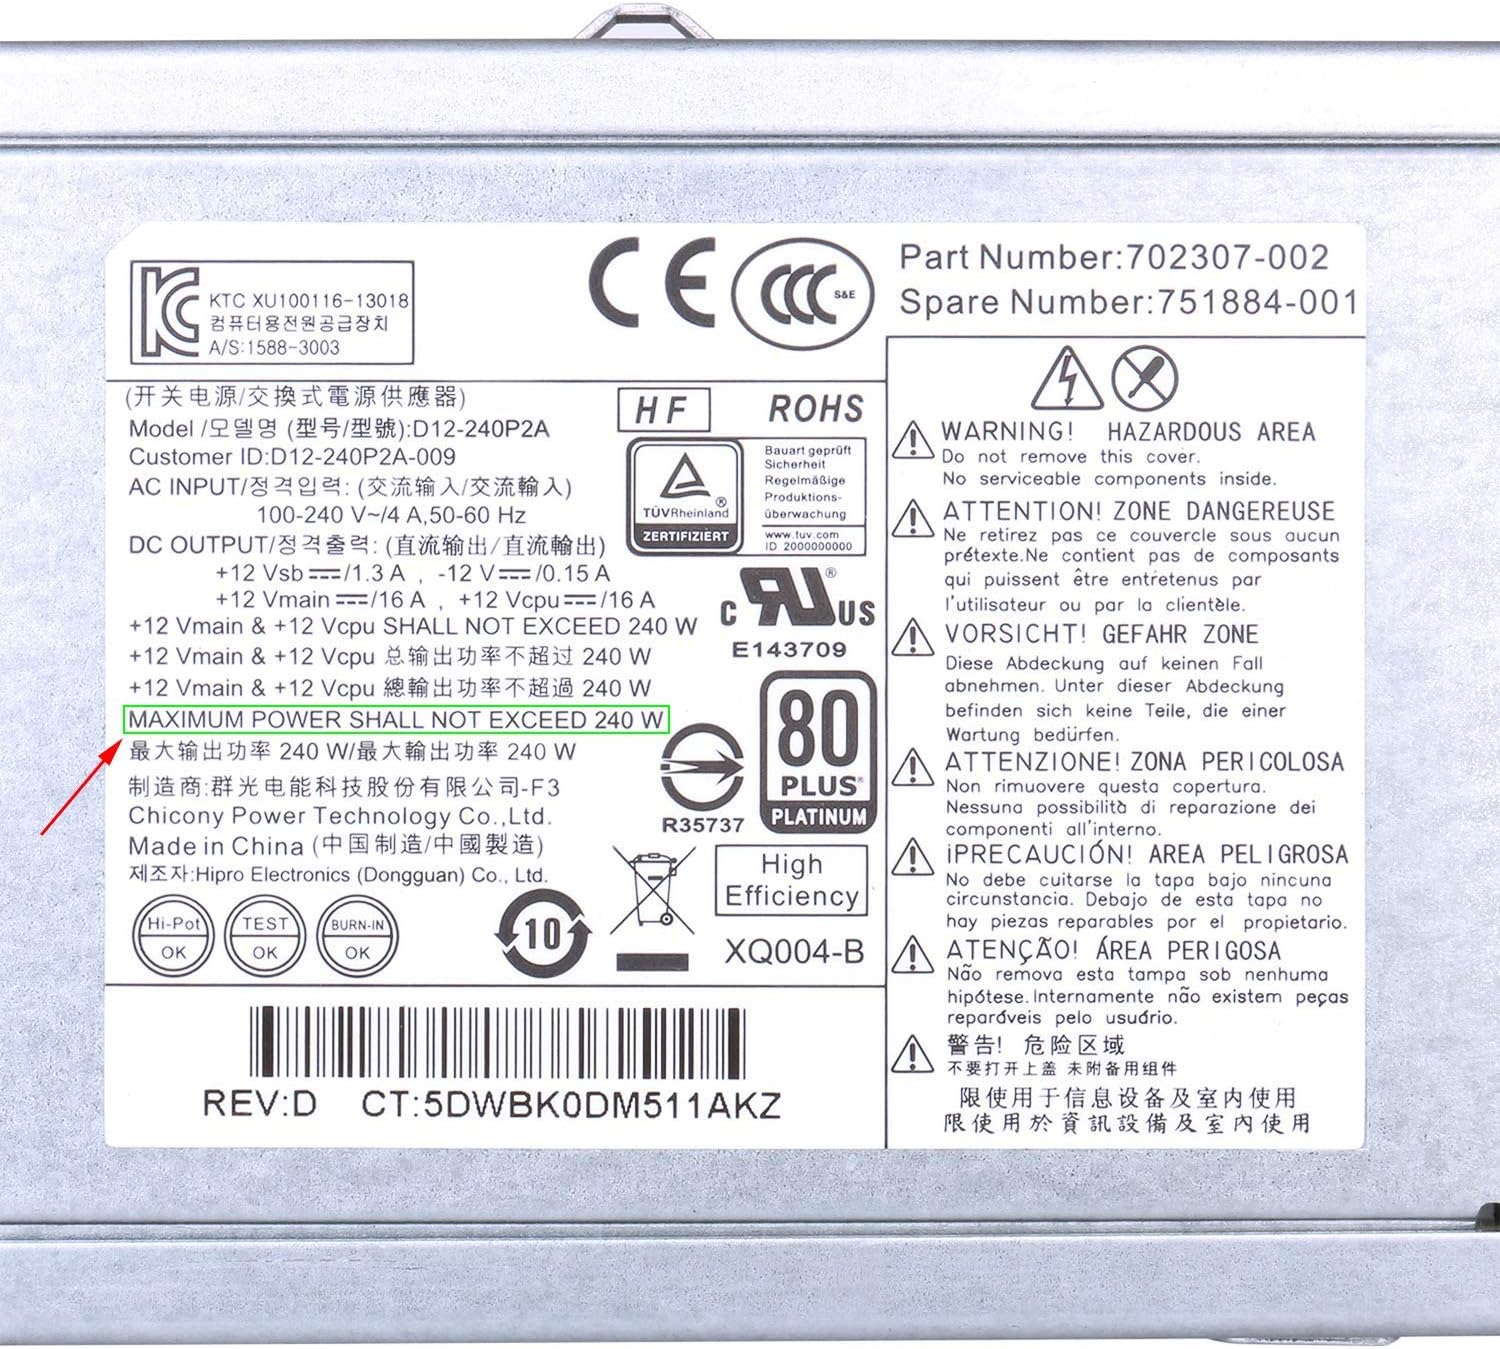 KTC XU100116-13018
컴퓨터용전원공급장치
A/S:1588-3003
CE
CCC S&E
Part Number:702307-002
Spare Number:751884-001
(开关电源/交換式電源供應器)
Model /모델명 (型号/型號):D12-240P2A
Customer ID:D12-240P2A-009
AC INPUT/정격입력: (交流输入/交流輸入)
100-240 V~/4 A,50-60 Hz
DC OUTPUT/정격출력: (直流输出/直流輸出)
+12 Vsb⎓/1.3 A , -12 V⎓/0.15 A
+12 Vmain⎓/16 A , +12 Vcpu⎓/16 A
+12 Vmain & +12 Vcpu SHALL NOT EXCEED 240 W
+12 Vmain & +12 Vcpu 总输出功率不超过 240 W
+12 Vmain & +12 Vcpu 總輸出功率不超過 240 W
MAXIMUM POWER SHALL NOT EXCEED 240 W
最大输出功率 240 W/最大輸出功率 240 W
制造商:群光电能科技股份有限公司-F3
Chicony Power Technology Co.,Ltd.
Made in China (中国制造/中國製造)
제조자:Hipro Electronics (Dongguan) Co., Ltd.
Hi-Pot OK
TEST OK
BURN-IN OK
HF
ROHS
TÜVRheinland ®
ZERTIFIZIERT
Bauart geprüft
Sicherheit
Regelmäßige
Produktions-
überwachung
www.tuv.com
ID 2000000000
C RU ® US
E143709
R35737
80
PLUS®
PLATINUM
High
Efficiency
10
XQ004-B
REV:D CT:5DWBK0DM511AKZ
WARNING! HAZARDOUS AREA
Do not remove this cover.
No serviceable components inside.
ATTENTION! ZONE DANGEREUSE
Ne retirez pas ce couvercle sous aucun
prétexte.Ne contient pas de composants
qui puissent être entretenus par
l'utilisateur ou par la clientèle.
VORSICHT! GEFAHR ZONE
Diese Abdeckung auf keinen Fall
abnehmen. Unter dieser Abdeckung
befinden sich keine Teile, die einer
Wartung bedürfen.
ATTENZIONE! ZONA PERICOLOSA
Non rimuovere questa copertura.
Nessuna possibilità di reparazione dei
componenti all'interno.
¡PRECAUCIÓN! AREA PELIGROSA
No debe cuitarse la tapa bajo nincuna
circunstancia. Debajo de esta tapa no
hay piezas reparables por el propietario.
ATENÇÃO! ÁREA PERIGOSA
Não remova esta tampa sob nenhuma
hipótese.Internamente não existem peças
reparáveis pelo usuário.
警告! 危险区域
不要打开上盖 未附备用组件
限使用于信息设备及室内使用
限使用於資訊設備及室內使用